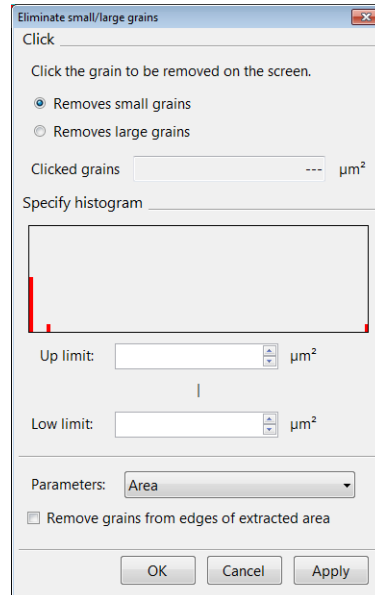 Eliminate small/large grains
Click
Click the grain to be removed on the screen.
Removes small grains
Removes large grains
Clicked grains --- µm²
Specify histogram
Up limit: µm²
|
Low limit: µm²
Parameters: Area
Remove grains from edges of extracted area
OK Cancel Apply